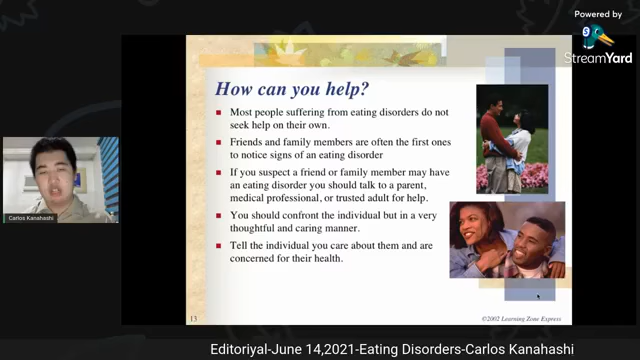 Powered by
StreamYard
How can you help?
Most people suffering from eating disorders do not
seek help on their own.
Friends and family members are often the first ones
to notice signs of an eating disorder
If you suspect a friend or family member may have
an eating disorder you should talk to a parent,
medical professional, or trusted adult for help.
You should confront the individual but in a very
thoughtful and caring manner.
Tell the individual you care about them and are
concerned for their health.
Carlos Kanahashi
13
©2002 Learning Zone Express
Editoriyal-June 14,2021-Eating Disorders-Carlos Kanahashi